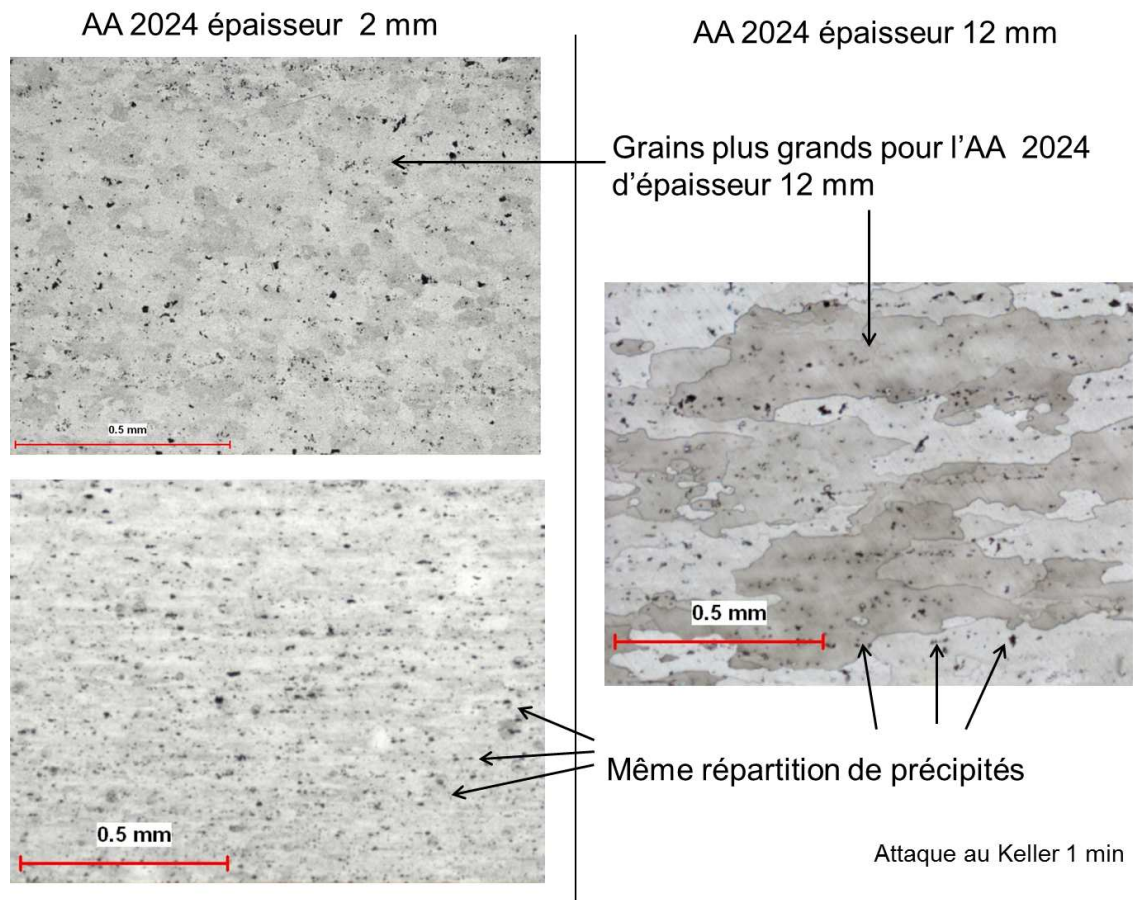 AA 2024 épaisseur 2 mm
AA 2024 épaisseur 12 mm
Grains plus grands pour l'AA 2024
d'épaisseur 12 mm
0.5 mm
0.5 mm
0.5 mm
Même répartition de précipités
Attaque au Keller 1 min